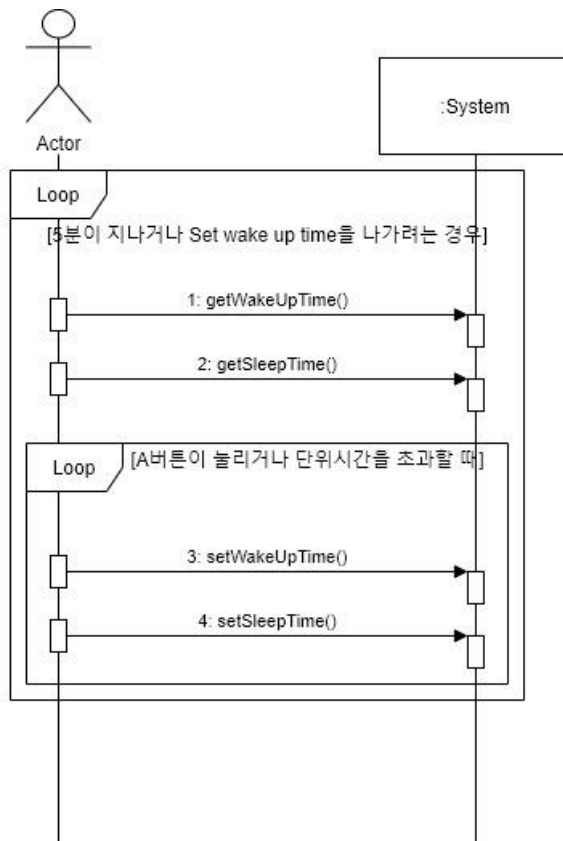 Actor
:System
Loop
[5분이 지나거나 Set wake up time을 나가려는 경우]
1: getWakeUpTime()
2: getSleepTime()
Loop
[A버튼이 눌리거나 단위시간을 초과할 때]
3: setWakeUpTime()
4: setSleepTime()